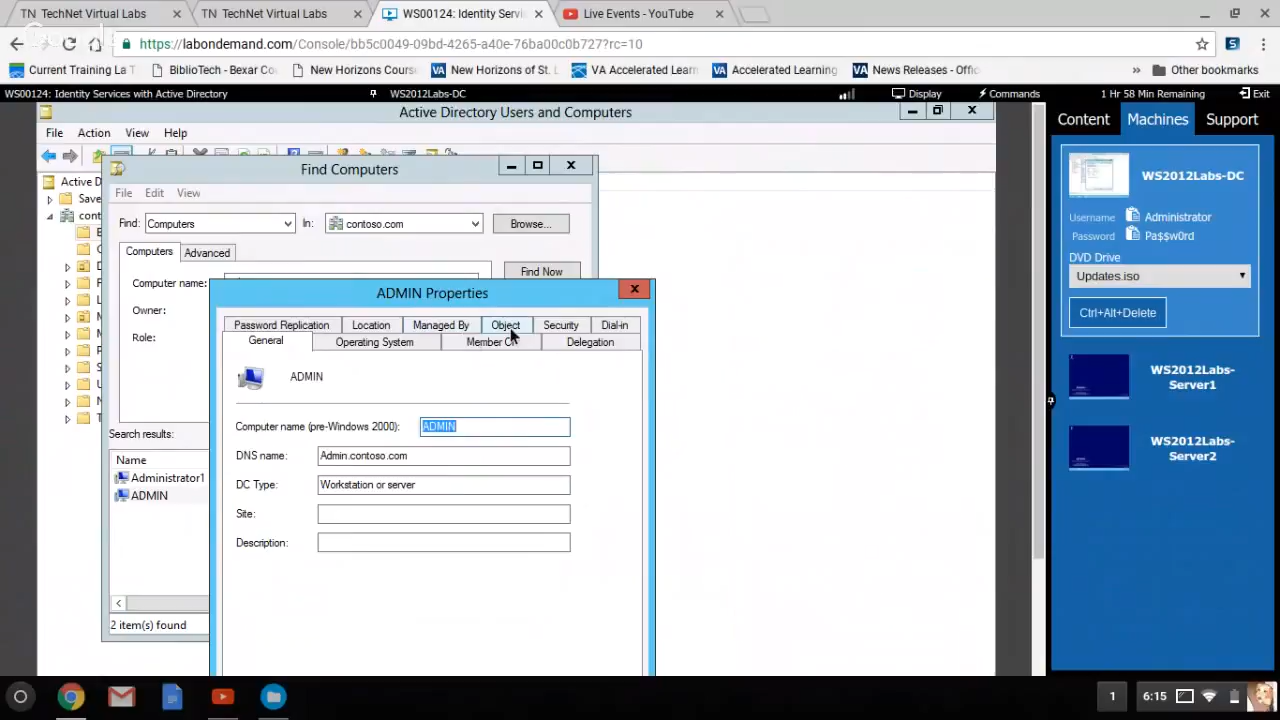 TN TechNet Virtual Labs
TN TechNet Virtual Labs
WS00124: Identity Servi
Live Events - YouTube
https://labondemand.com/Console/bb5c0049-09bd-4265-a40e-76ba00c0b727?rc=10
Current Training La T
BiblioTech - Bexar Co
New Horizons Cours
VA New Horizons of St. L
VA Accelerated Learn
VA Accelerated Learning
VA News Releases - Offic
» Other bookmarks
WS00124: Identity Services with Active Directory
WS2012Labs-DC
Display
Commands
1 Hr 58 Min Remaining
Exit
Active Directory Users and Computers
File Action View Help
Content Machines Support
Find Computers
File Edit View
Active D
Save
cont
Find: Computers In: contoso.com Browse...
Computers Advanced
Computer name:
Find Now
Owner:
Role:
Search results:
Name
Administrator1
ADMIN
2 item(s) found
ADMIN Properties
Password Replication Location Managed By Object Security Dial-in
General Operating System Member O Delegation
ADMIN
Computer name (pre-Windows 2000): ADMIN
DNS name: Admin.contoso.com
DC Type: Workstation or server
Site:
Description:
WS2012Labs-DC
Username Administrator
Password Pa$$w0rd
DVD Drive
Updates.iso
Ctrl+Alt+Delete
WS2012Labs-
Server1
WS2012Labs-
Server2
1
6:15